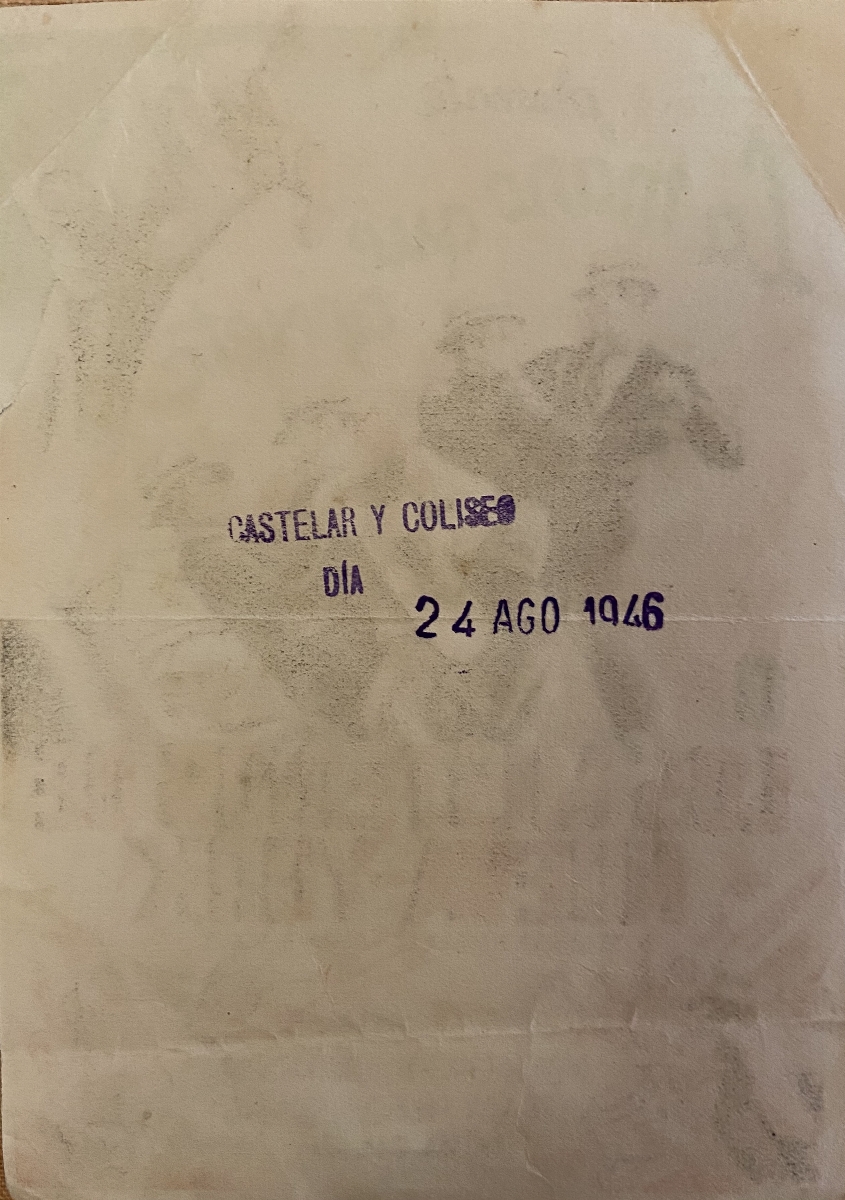 CASTELAR Y COLISEO
DÍA
24 AGO 1946